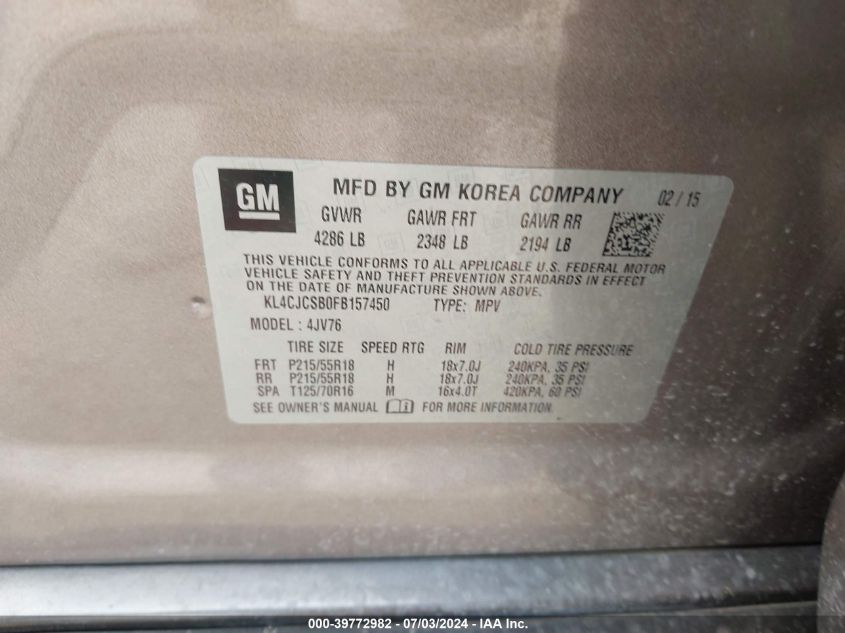 GM
MFD BY GM KOREA COMPANY 02 / 15
GVWR GAWR FRT GAWR RR
4286 LB 2348 LB 2194 LB
THIS VEHICLE CONFORMS TO ALL APPLICABLE U.S. FEDERAL MOTOR
VEHICLE SAFETY AND THEFT PREVENTION STANDARDS IN EFFECT
ON THE DATE OF MANUFACTURE SHOWN ABOVE.
KL4CJCSB0FB157450 TYPE: MPV
MODEL : 4JV76
TIRE SIZE SPEED RTG RIM COLD TIRE PRESSURE
FRT P215/55R18 H 18x7.0J 240KPA, 35 PSI
RR P215/55R18 H 18x7.0J 240KPA, 35 PSI
SPA T125/70R16 M 16x4.0T 420KPA, 60 PSI
SEE OWNER'S MANUAL FOR MORE INFORMATION
000-39772982 - 07/03/2024 - IAA Inc.